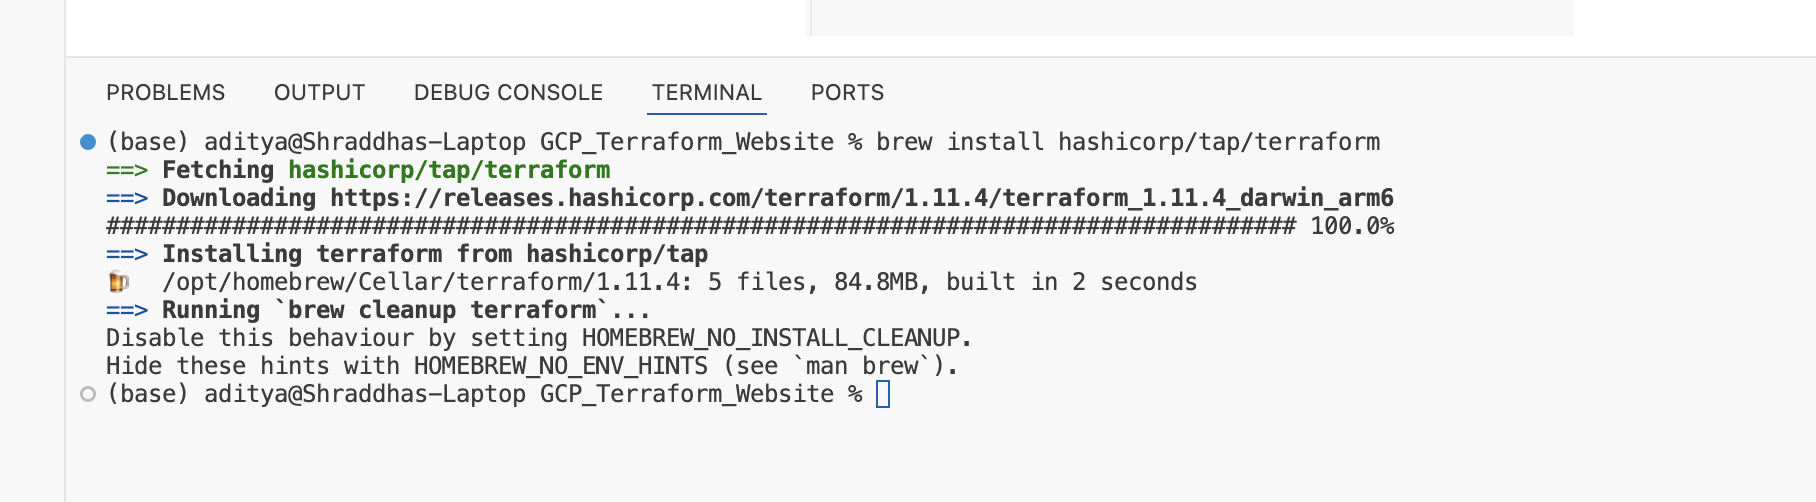 PROBLEMS OUTPUT DEBUG CONSOLE TERMINAL PORTS
(base) aditya@Shraddhas-Laptop GCP_Terraform_Website % brew install hashicorp/tap/terraform
==> Fetching hashicorp/tap/terraform
==> Downloading https://releases.hashicorp.com/terraform/1.11.4/terraform_1.11.4_darwin_arm6
##################################################################################### 100.0%
==> Installing terraform from hashicorp/tap
🍺 /opt/homebrew/Cellar/terraform/1.11.4: 5 files, 84.8MB, built in 2 seconds
==> Running `brew cleanup terraform`...
Disable this behaviour by setting HOMEBREW_NO_INSTALL_CLEANUP.
Hide these hints with HOMEBREW_NO_ENV_HINTS (see `man brew`).
(base) aditya@Shraddhas-Laptop GCP_Terraform_Website %